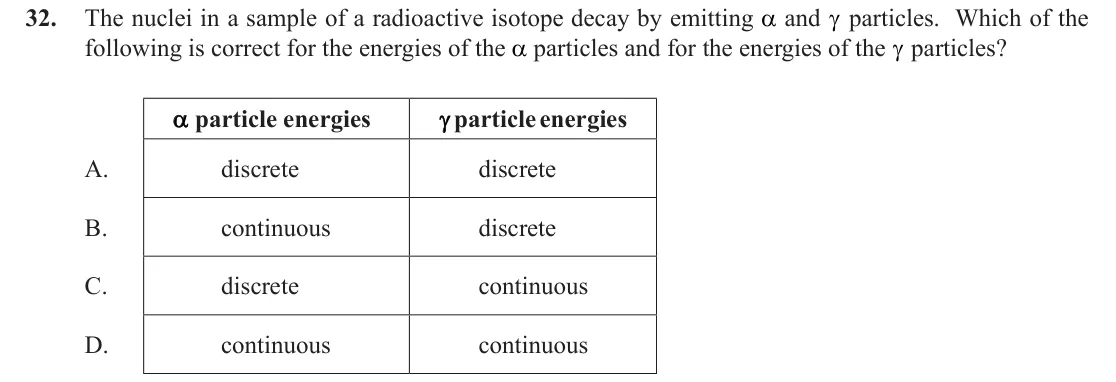 32. The nuclei in a sample of a radioactive isotope decay by emitting α and γ particles. Which of the
following is correct for the energies of the α particles and for the energies of the γ particles?
α particle energies γ particle energies
A. discrete discrete
B. continuous discrete
C. discrete continuous
D. continuous continuous